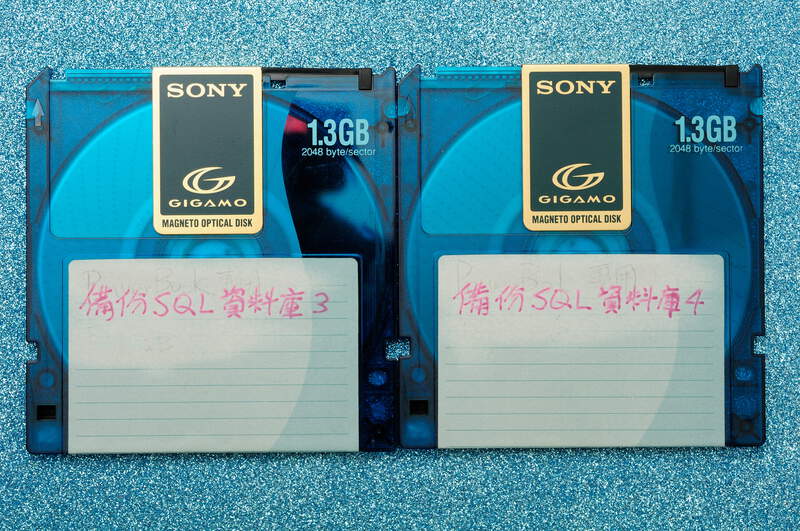 SONY
1.3GB
2048 byte/sector
GIGAMO
MAGNETO OPTICAL DISK
備份SQL資料庫3
SONY
1.3GB
2048 byte/sector
GIGAMO
MAGNETO OPTICAL DISK
備份SQL資料庫4